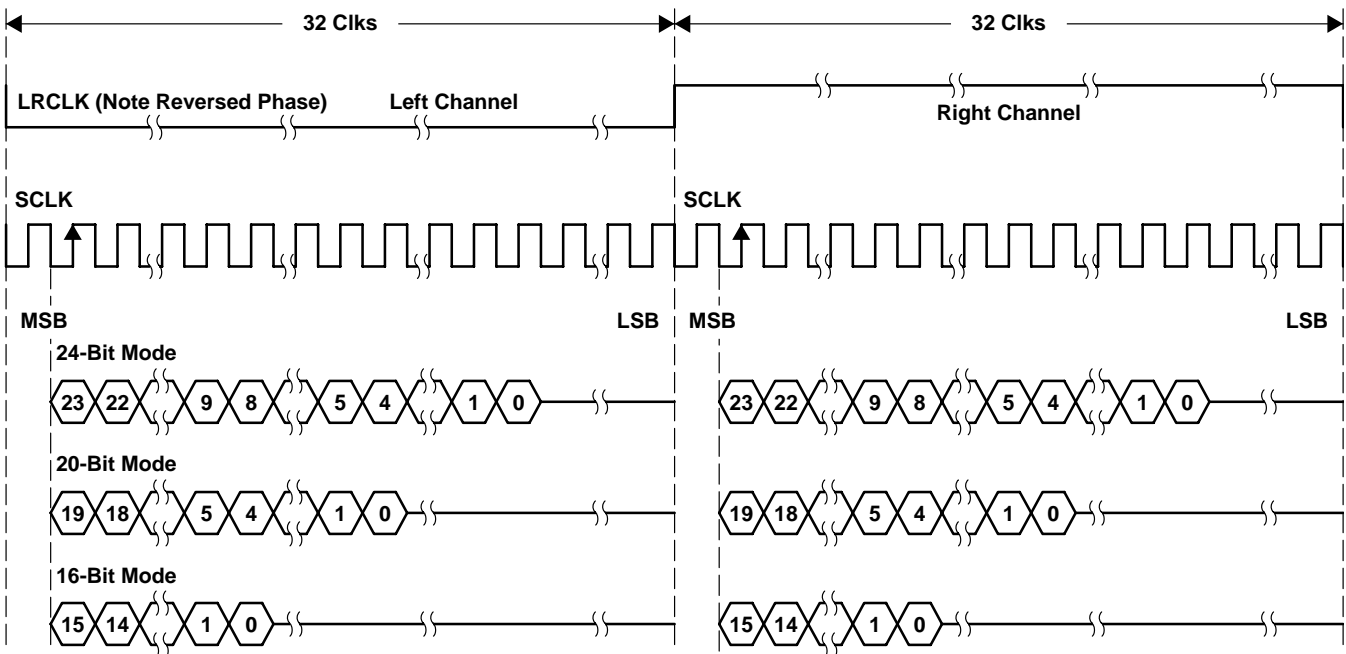 32 Clks 32 Clks
LRCLK (Note Reversed Phase) Left Channel
Right Channel
SCLK SCLK
MSB LSB MSB LSB
24-Bit Mode
23 22 9 8 5 4 1 0 23 22 9 8 5 4 1 0
20-Bit Mode
19 18 5 4 1 0 19 18 5 4 1 0
16-Bit Mode
15 14 1 0 15 14 1 0